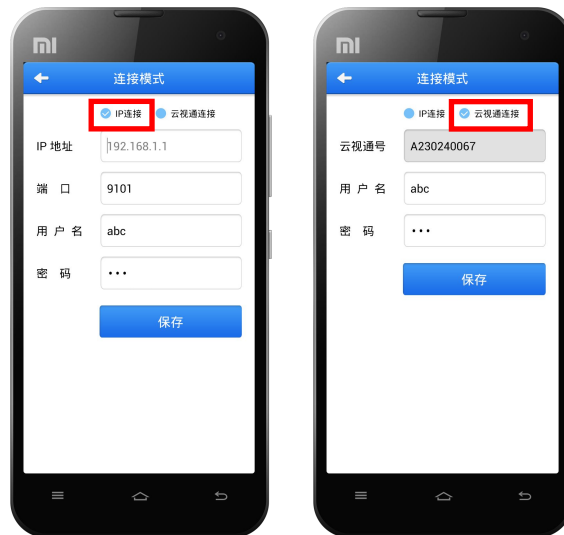 连接模式
IP连接 云视通连接
IP 地址 192.168.1.1
端 口 9101
用 户 名 abc
密 码 •••
保存
连接模式
IP连接 云视通连接
云视通号 A230240067
用 户 名 abc
密 码 •••
保存